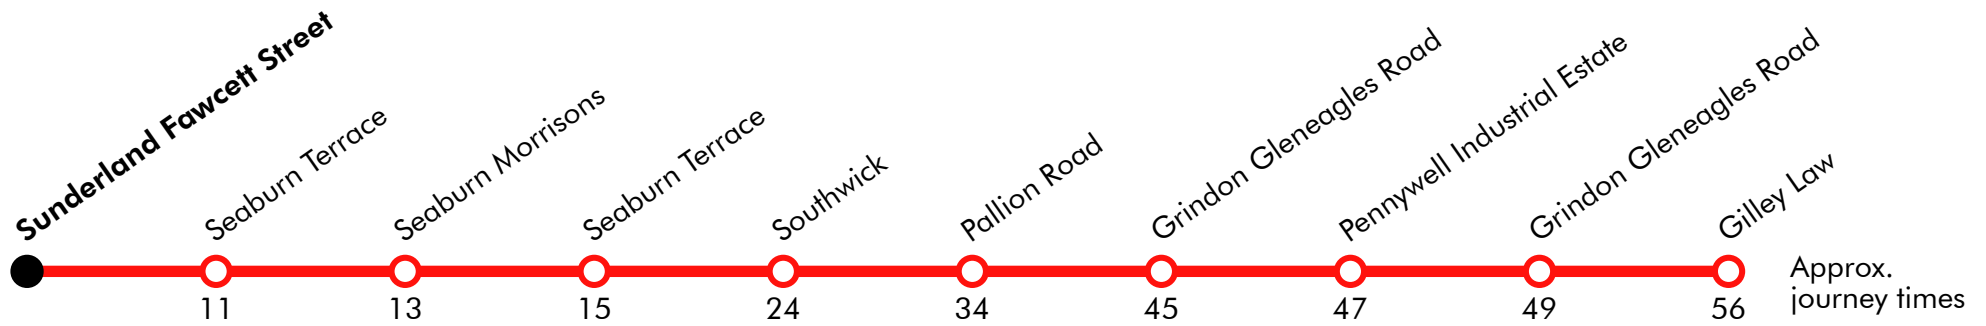 Sunderland Fawcett Street
Seaburn Terrace
Seaburn Morrisons
Seaburn Terrace
Southwick
Pallion Road
Grindon Gleneagles Road
Pennywell Industrial Estate
Grindon Gleneagles Road
Gilley Law
11
13
15
24
34
45
47
49
56
Approx.
journey times